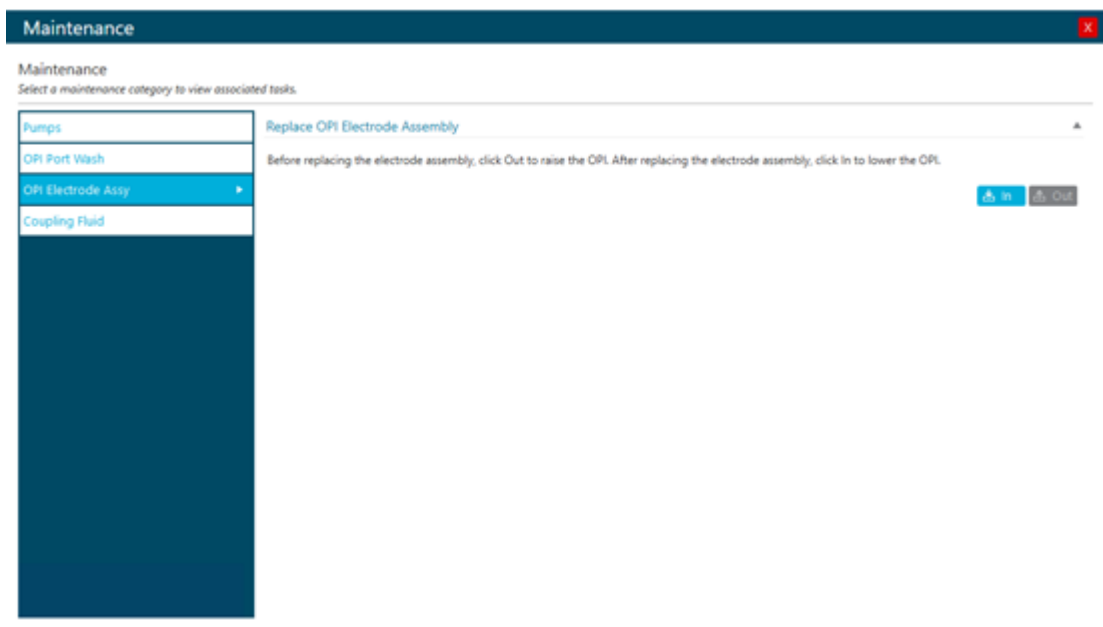 Maintenance
X
Maintenance
Select a maintenance category to view associated tasks.
Pumps
OPI Port Wash
OPI Electrode Assy
Coupling Fluid
Replace OPI Electrode Assembly
Before replacing the electrode assembly, click Out to raise the OPI. After replacing the electrode assembly, click In to lower the OPI.
In
Out